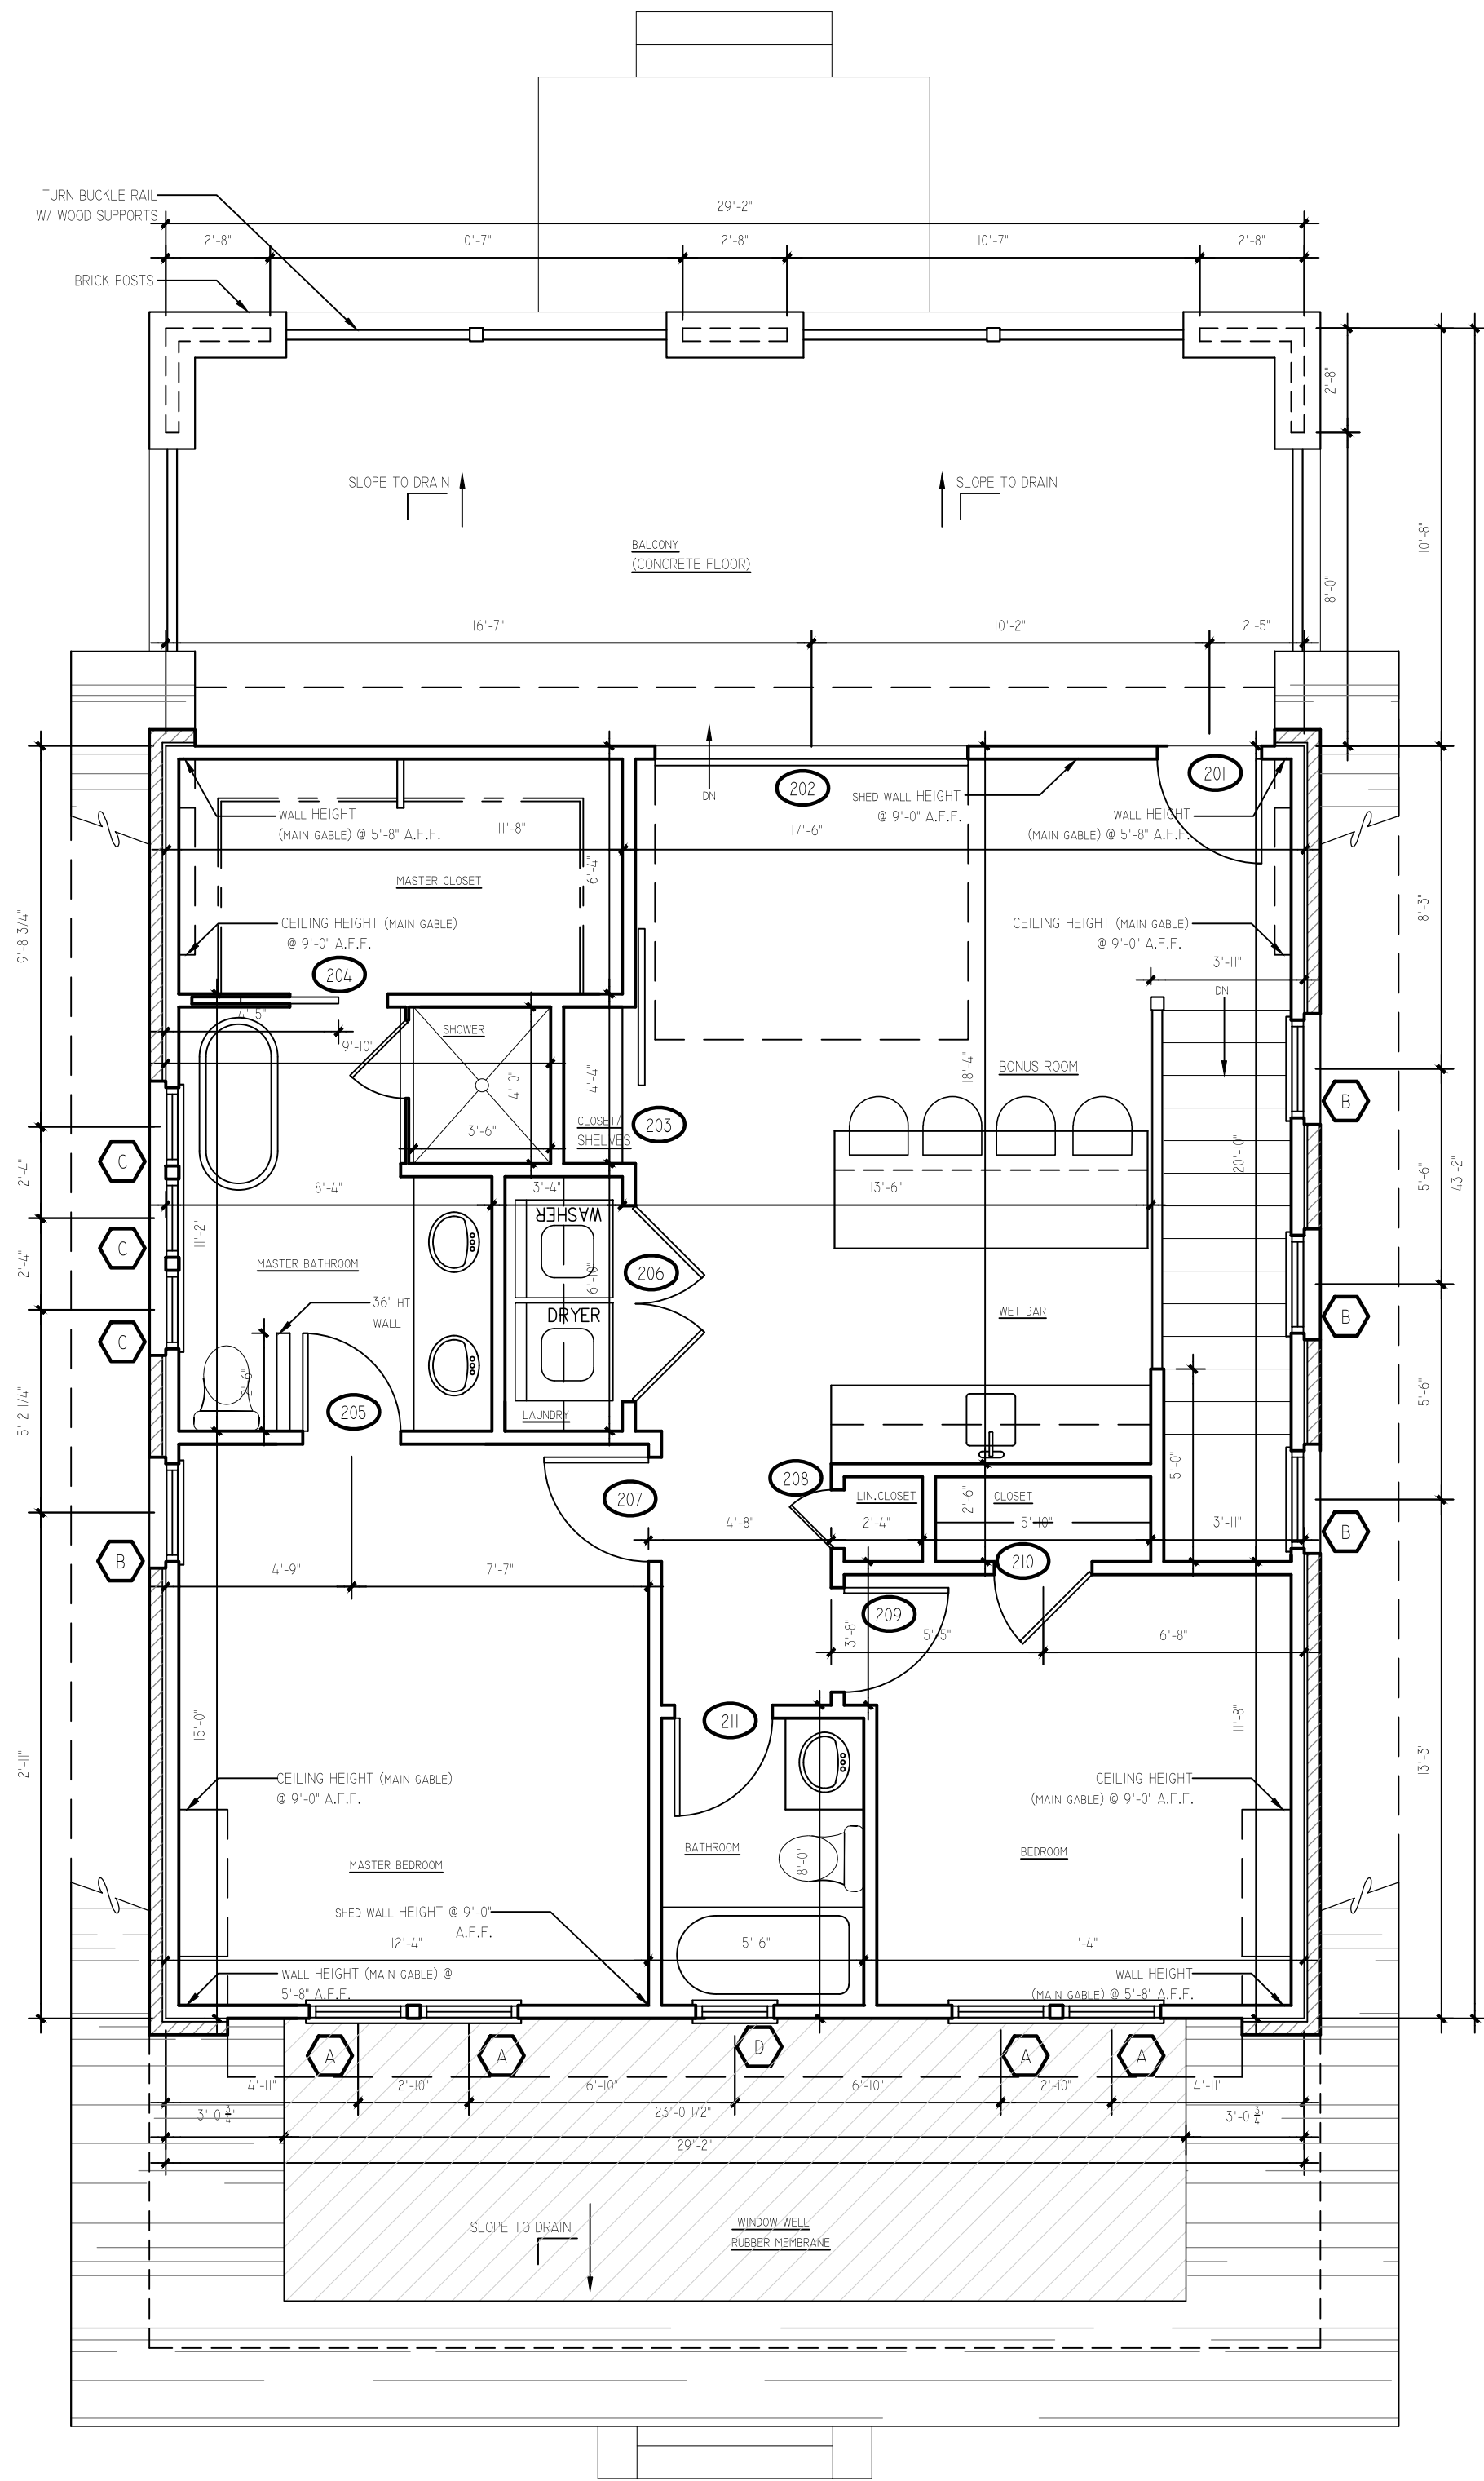 TURN BUCKLE RAIL
W/ WOOD SUPPORTS
29'-2"
2'-8"
10'-7"
2'-8"
10'-7"
2'-8"
BRICK POSTS
2'-8"
SLOPE TO DRAIN
SLOPE TO DRAIN
10'-8"
BALCONY
(CONCRETE FLOOR)
8'-0"
16'-7"
10'-2"
2'-5"
201
202
DN
SHED WALL HEIGHT
@ 9'-0" A.F.F.
WALL HEIGHT
(MAIN GABLE) @ 5'-8" A.F.F.
WALL HEIGHT
(MAIN GABLE) @ 5'-8" A.F.F.
11'-8"
17'-6"
6'-4"
MASTER CLOSET
CEILING HEIGHT (MAIN GABLE)
@ 9'-0" A.F.F.
CEILING HEIGHT (MAIN GABLE)
@ 9'-0" A.F.F.
9'-8 3/4"
8'-3"
3'-11"
204
DN
4'-5"
SHOWER
9'-10"
4'-0"
4'-4"
18'-4"
BONUS ROOM
B
3'-6"
CLOSET/
SHELVES
203
20'-10"
43'-2"
C
2'-4"
8'-4"
3'-4"
13'-6"
5'-6"
WASHER
11'-2"
C
2'-4"
MASTER BATHROOM
6'-10"
206
36" HT
WALL
DRYER
WET BAR
B
C
2'-6"
5'-2 1/4"
5'-6"
205
LAUNDRY
5'-0"
207
208
LIN.CLOSET
2'-6"
CLOSET
4'-8"
2'-4"
5'-10"
3'-11"
B
B
210
4'-9"
7'-7"
209
3'-8"
5'-5"
6'-8"
15'-0"
211
11'-8"
12'-11"
13'-3"
CEILING HEIGHT (MAIN GABLE)
@ 9'-0" A.F.F.
CEILING HEIGHT
(MAIN GABLE) @ 9'-0" A.F.F.
BATHROOM
BEDROOM
MASTER BEDROOM
8'-0"
SHED WALL HEIGHT @ 9'-0"
A.F.F.
12'-4"
5'-6"
11'-4"
WALL HEIGHT (MAIN GABLE) @
5'-8" A.F.F.
WALL HEIGHT
(MAIN GABLE) @ 5'-8" A.F.F.
A
A
D
A
A
4'-11"
2'-10"
6'-10"
6'-10"
2'-10"
4'-11"
3'-0 3/4"
23'-0 1/2"
3'-0 3/4"
29'-2"
SLOPE TO DRAIN
WINDOW WELL
RUBBER MEMBRANE